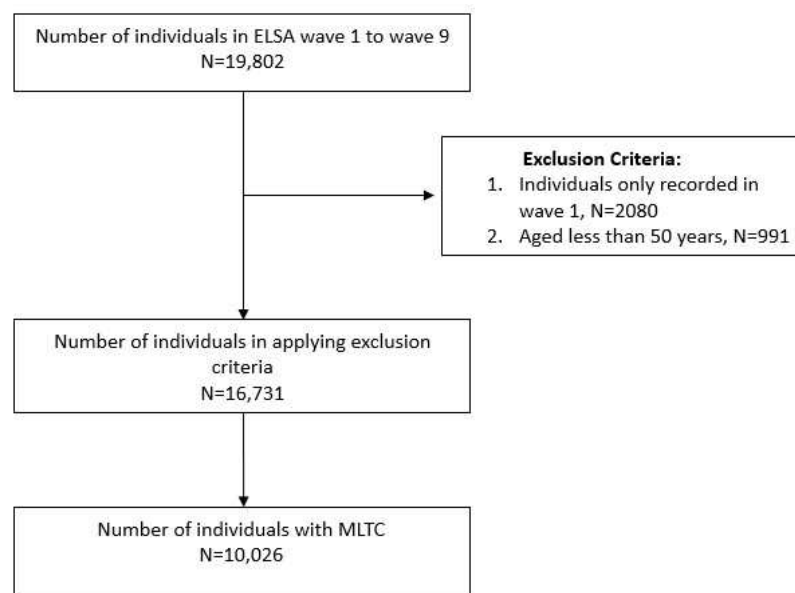 Number of individuals in ELSA wave 1 to wave 9
N=19,802
Exclusion Criteria:
1. Individuals only recorded in
wave 1, N=2080
2. Aged less than 50 years, N=991
Number of individuals in applying exclusion
criteria
N=16,731
Number of individuals with MLTC
N=10,026